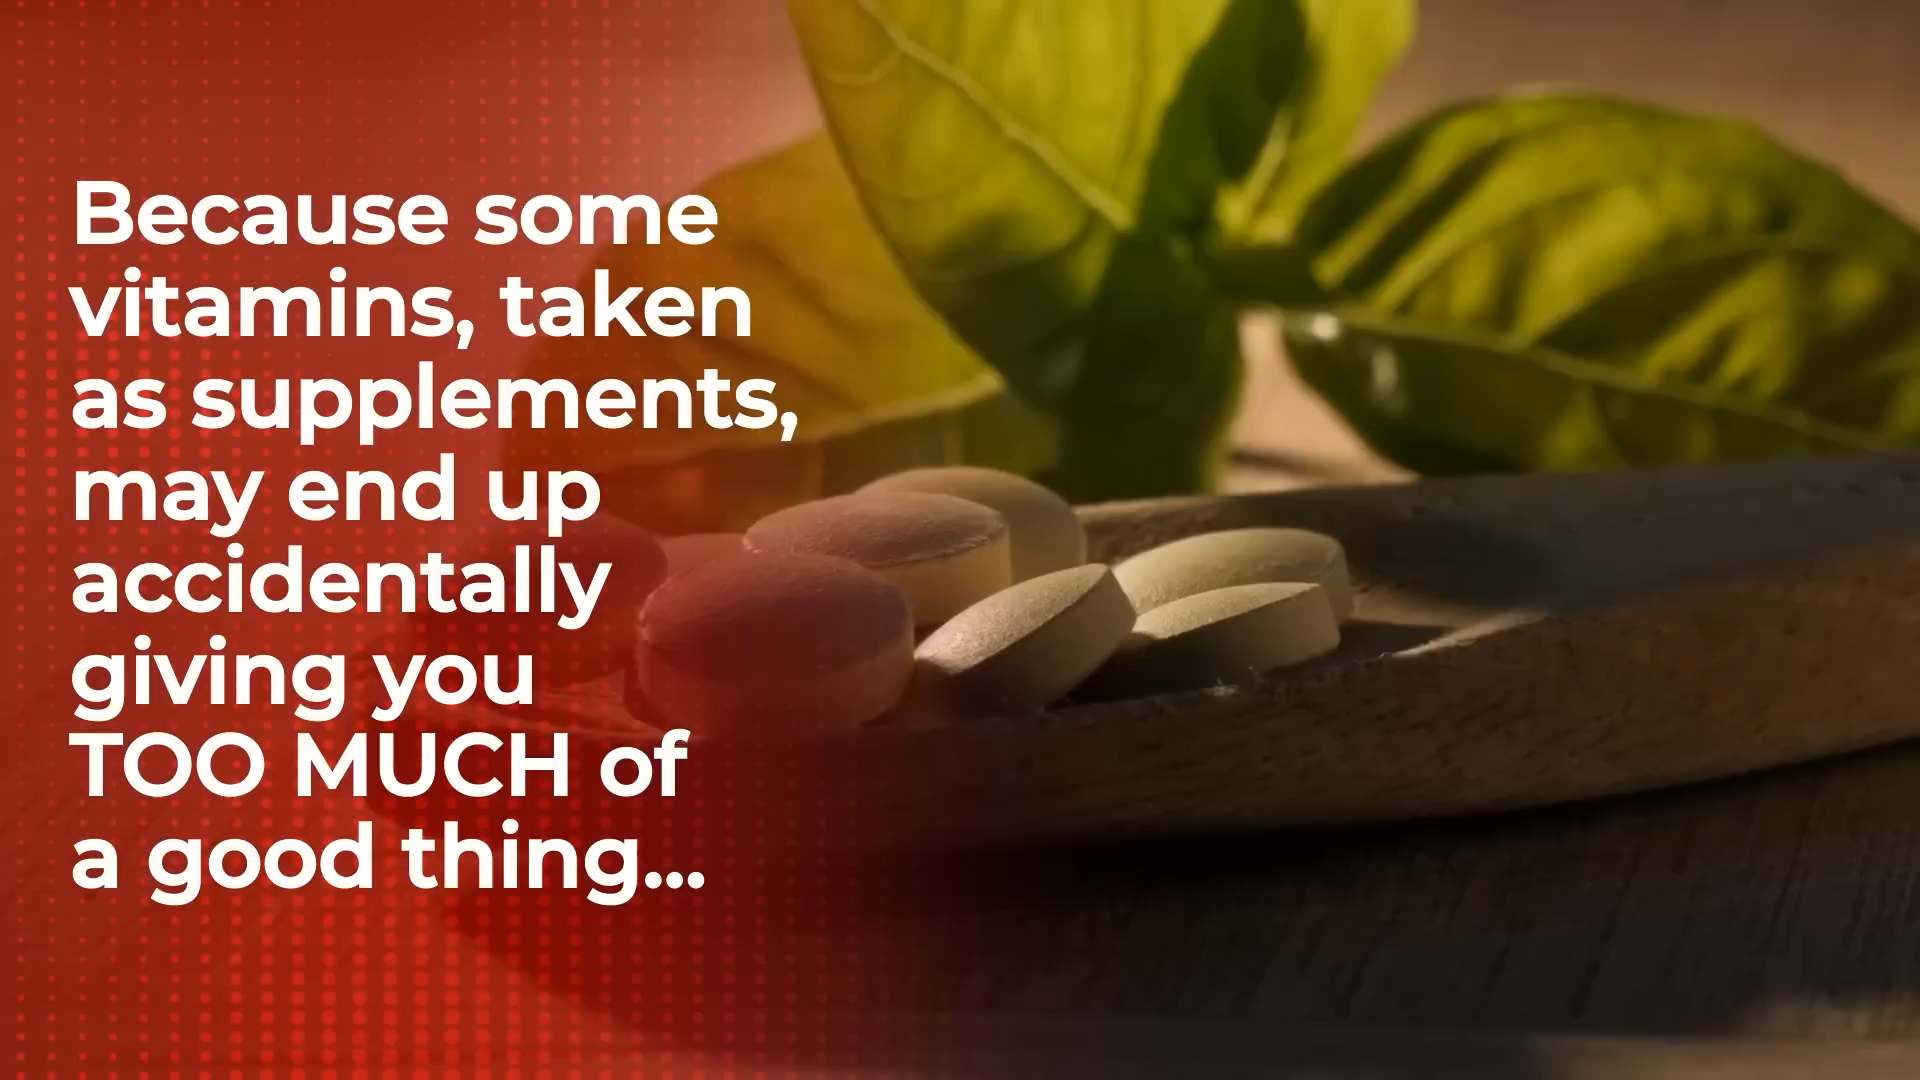 Because some
vitamins, taken
as supplements,
may end up
accidentally
giving you
TOO MUCH of
a good thing...